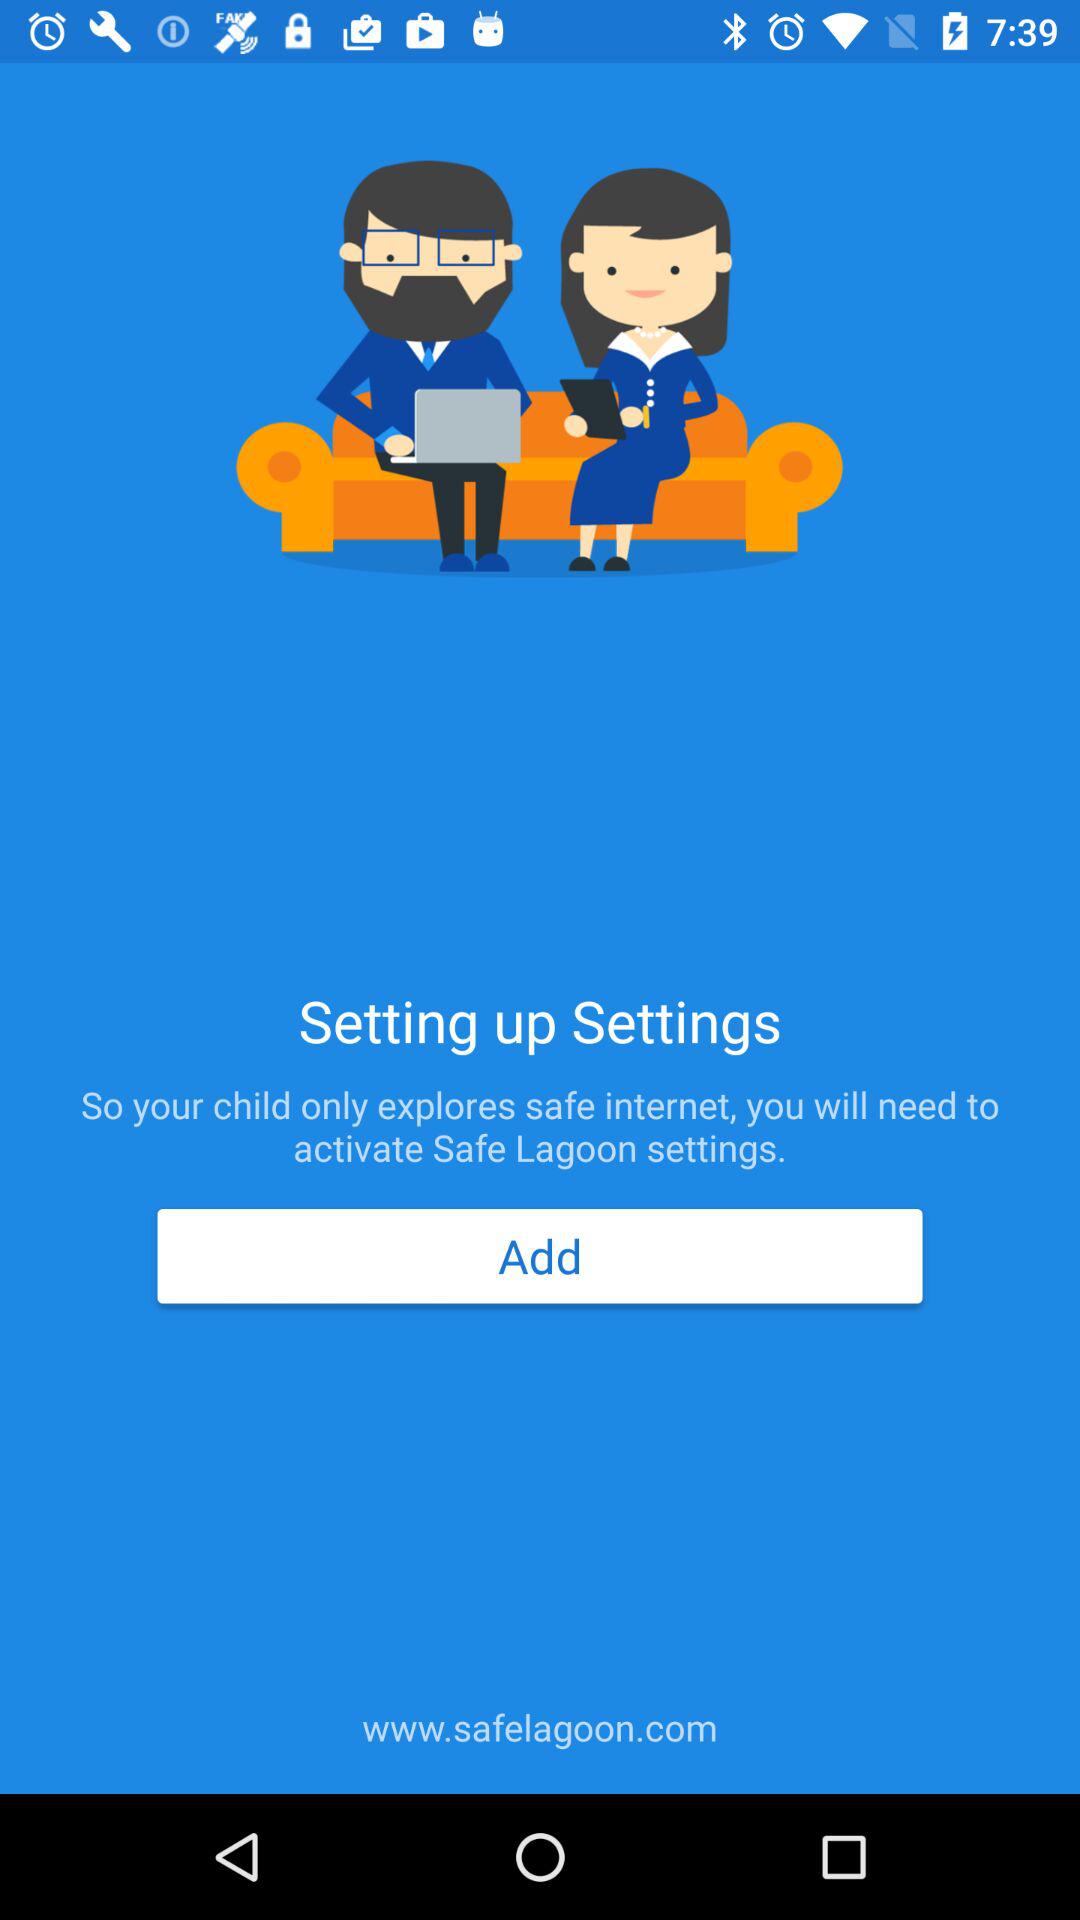 FAKE
7:39
Setting up Settings
So your child only explores safe internet, you will need to
activate Safe Lagoon settings.
Add
www.safelagoon.com